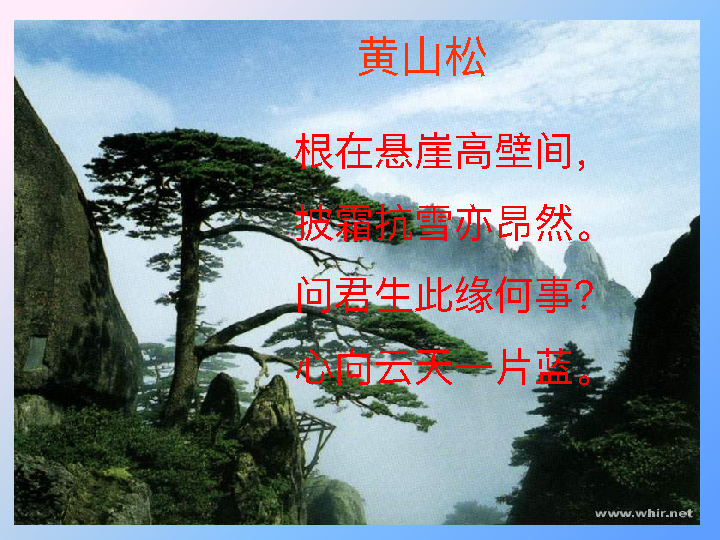 黄山松
根在悬崖高壁间，
披霜抗雪亦昂然。
问君生此缘何事？
心向云天一片蓝。
www.whir.net